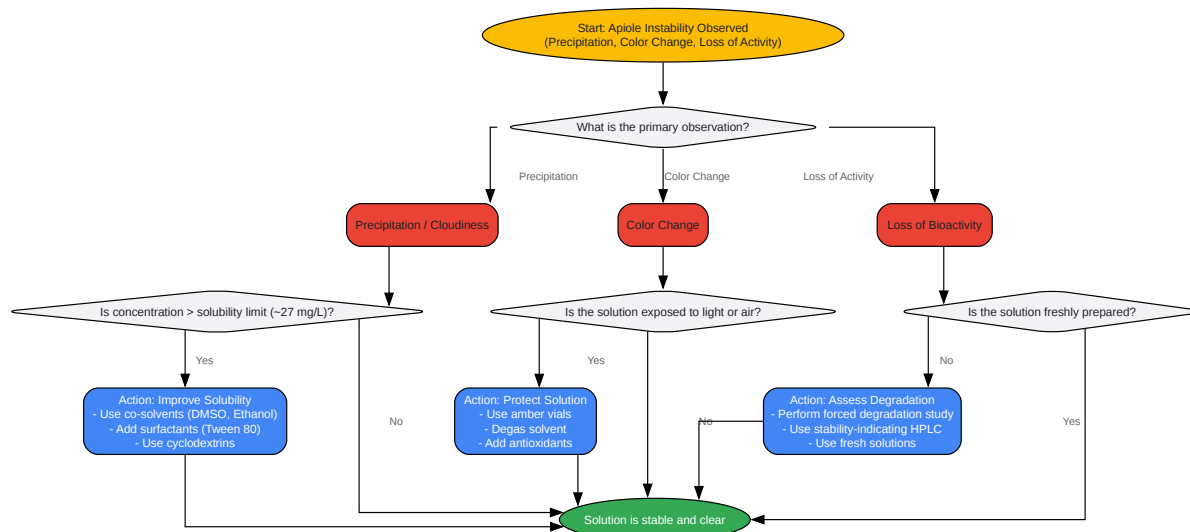 Start: Apiole Instability Observed
(Precipitation, Color Change, Loss of Activity)
What is the primary observation?
Precipitation
Color Change
Loss of Activity
Precipitation / Cloudiness
Color Change
Loss of Bioactivity
Is concentration > solubility limit (~27 mg/L)?
Is the solution exposed to light or air?
Is the solution freshly prepared?
Yes
Yes
No
Action: Improve Solubility
- Use co-solvents (DMSO, Ethanol)
- Add surfactants (Tween 80)
- Use cyclodextrins
No
Action: Protect Solution
- Use amber vials
- Degas solvent
- Add antioxidants
No
Action: Assess Degradation
- Perform forced degradation study
- Use stability-indicating HPLC
- Use fresh solutions
Yes
Solution is stable and clear